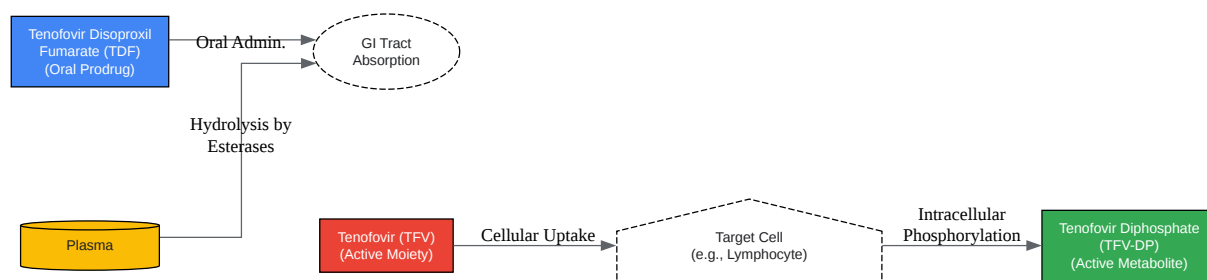 Tenofovir Disoproxil
Fumarate (TDF)
(Oral Prodrug)
Oral Admin.
GI Tract
Absorption
Hydrolysis by
Esterases
Plasma
Tenofovir (TFV)
(Active Moiety)
Cellular Uptake
Target Cell
(e.g., Lymphocyte)
Intracellular
Phosphorylation
Tenofovir Diphosphate
(TFV-DP)
(Active Metabolite)